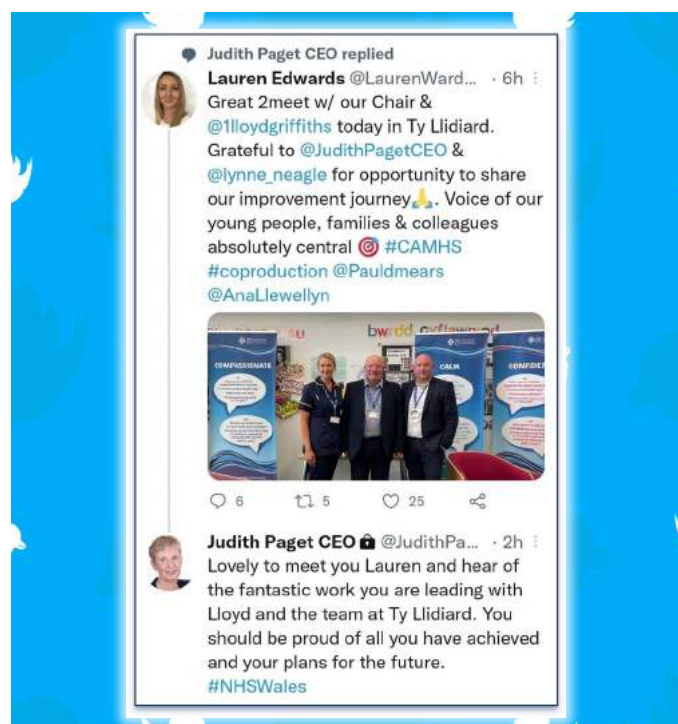 Judith Paget CEO replied
Lauren Edwards @LaurenWard... · 6h
Great 2meet w/ our Chair &
@1lloydgriffiths today in Ty Llidiard.
Grateful to @JudithPagetCEO &
@lynne_neagle for opportunity to share
our improvement journey🙏. Voice of our
young people, families & colleagues
absolutely central 🎯 #CAMHS
#coproduction @Pauldmears
@AnaLlewellyn
bwrdd cyflawnod
COMPASSIONATE
CALM
6 5 25
Judith Paget CEO @JudithPa... · 2h
Lovely to meet you Lauren and hear of
the fantastic work you are leading with
Lloyd and the team at Ty Llidiard. You
should be proud of all you have achieved
and your plans for the future.
#NHSWales